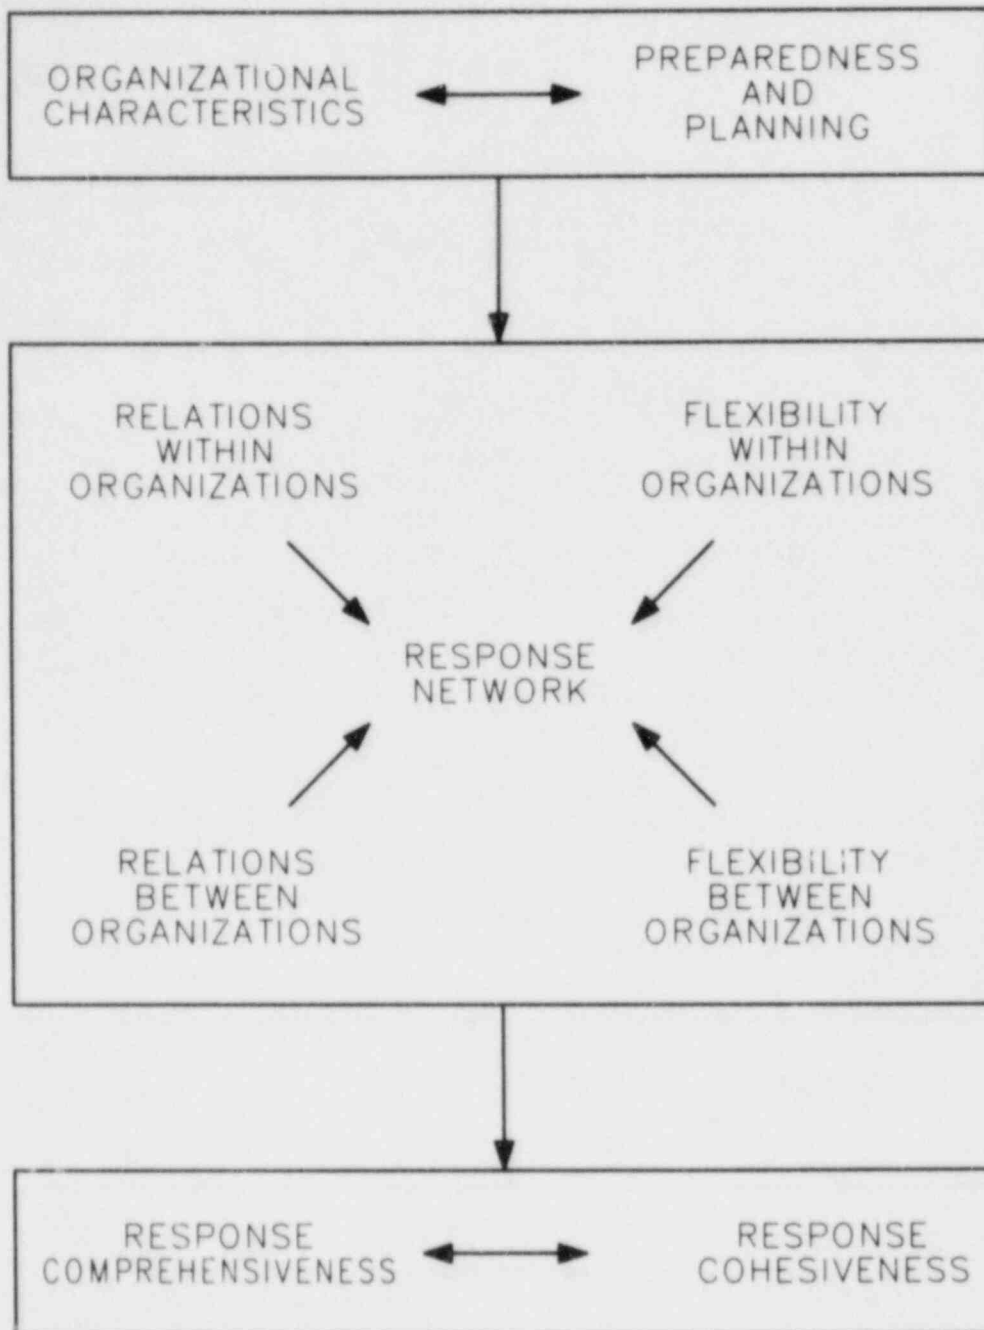 ORGANIZATIONAL
CHARACTERISTICS
PREPAREDNESS
AND
PLANNING
RELATIONS
WITHIN
ORGANIZATIONS
FLEXIBILITY
WITHIN
ORGANIZATIONS
RESPONSE
NETWORK
RELATIONS
BETWEEN
ORGANIZATIONS
FLEXIBILITY
BETWEEN
ORGANIZATIONS
RESPONSE
COMPREHENSIVENESS
RESPONSE
COHESIVENESS